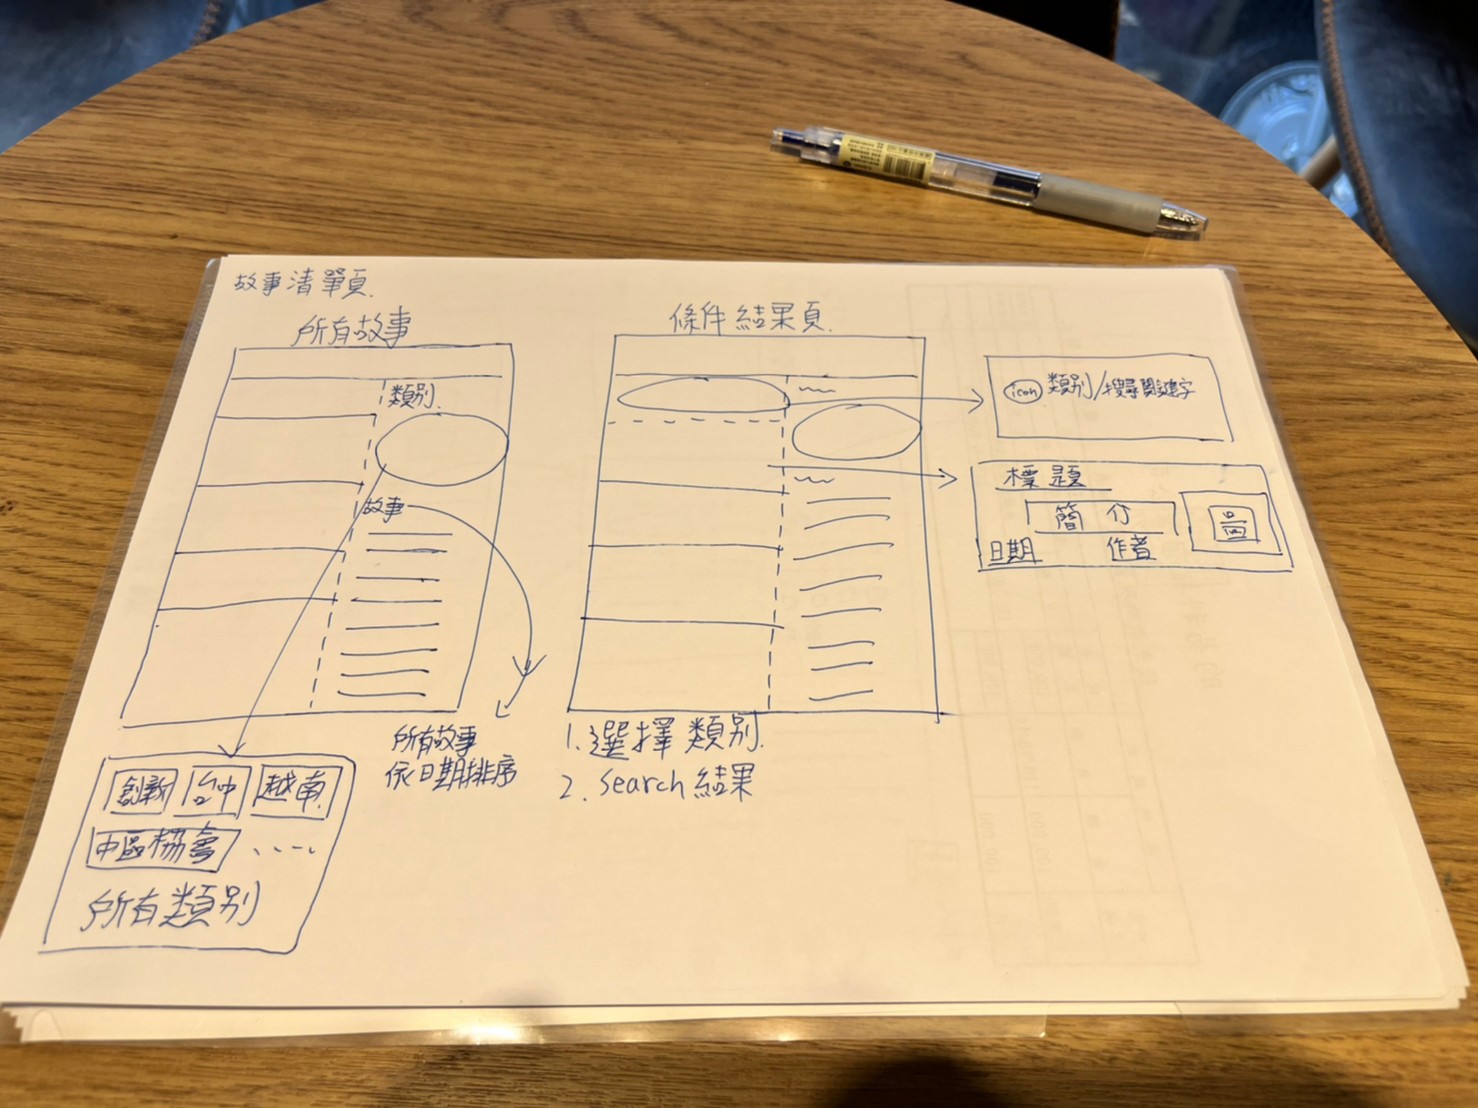 故事清單頁
所有故事
類別
故事
所有故事
依日期排序
創新 台中 越南
中區協會
所有類別
條件結果頁
1. 選擇類別
2. Search 結果
icon 類別/搜尋關鍵字
標題
簡介
圖
日期 作者